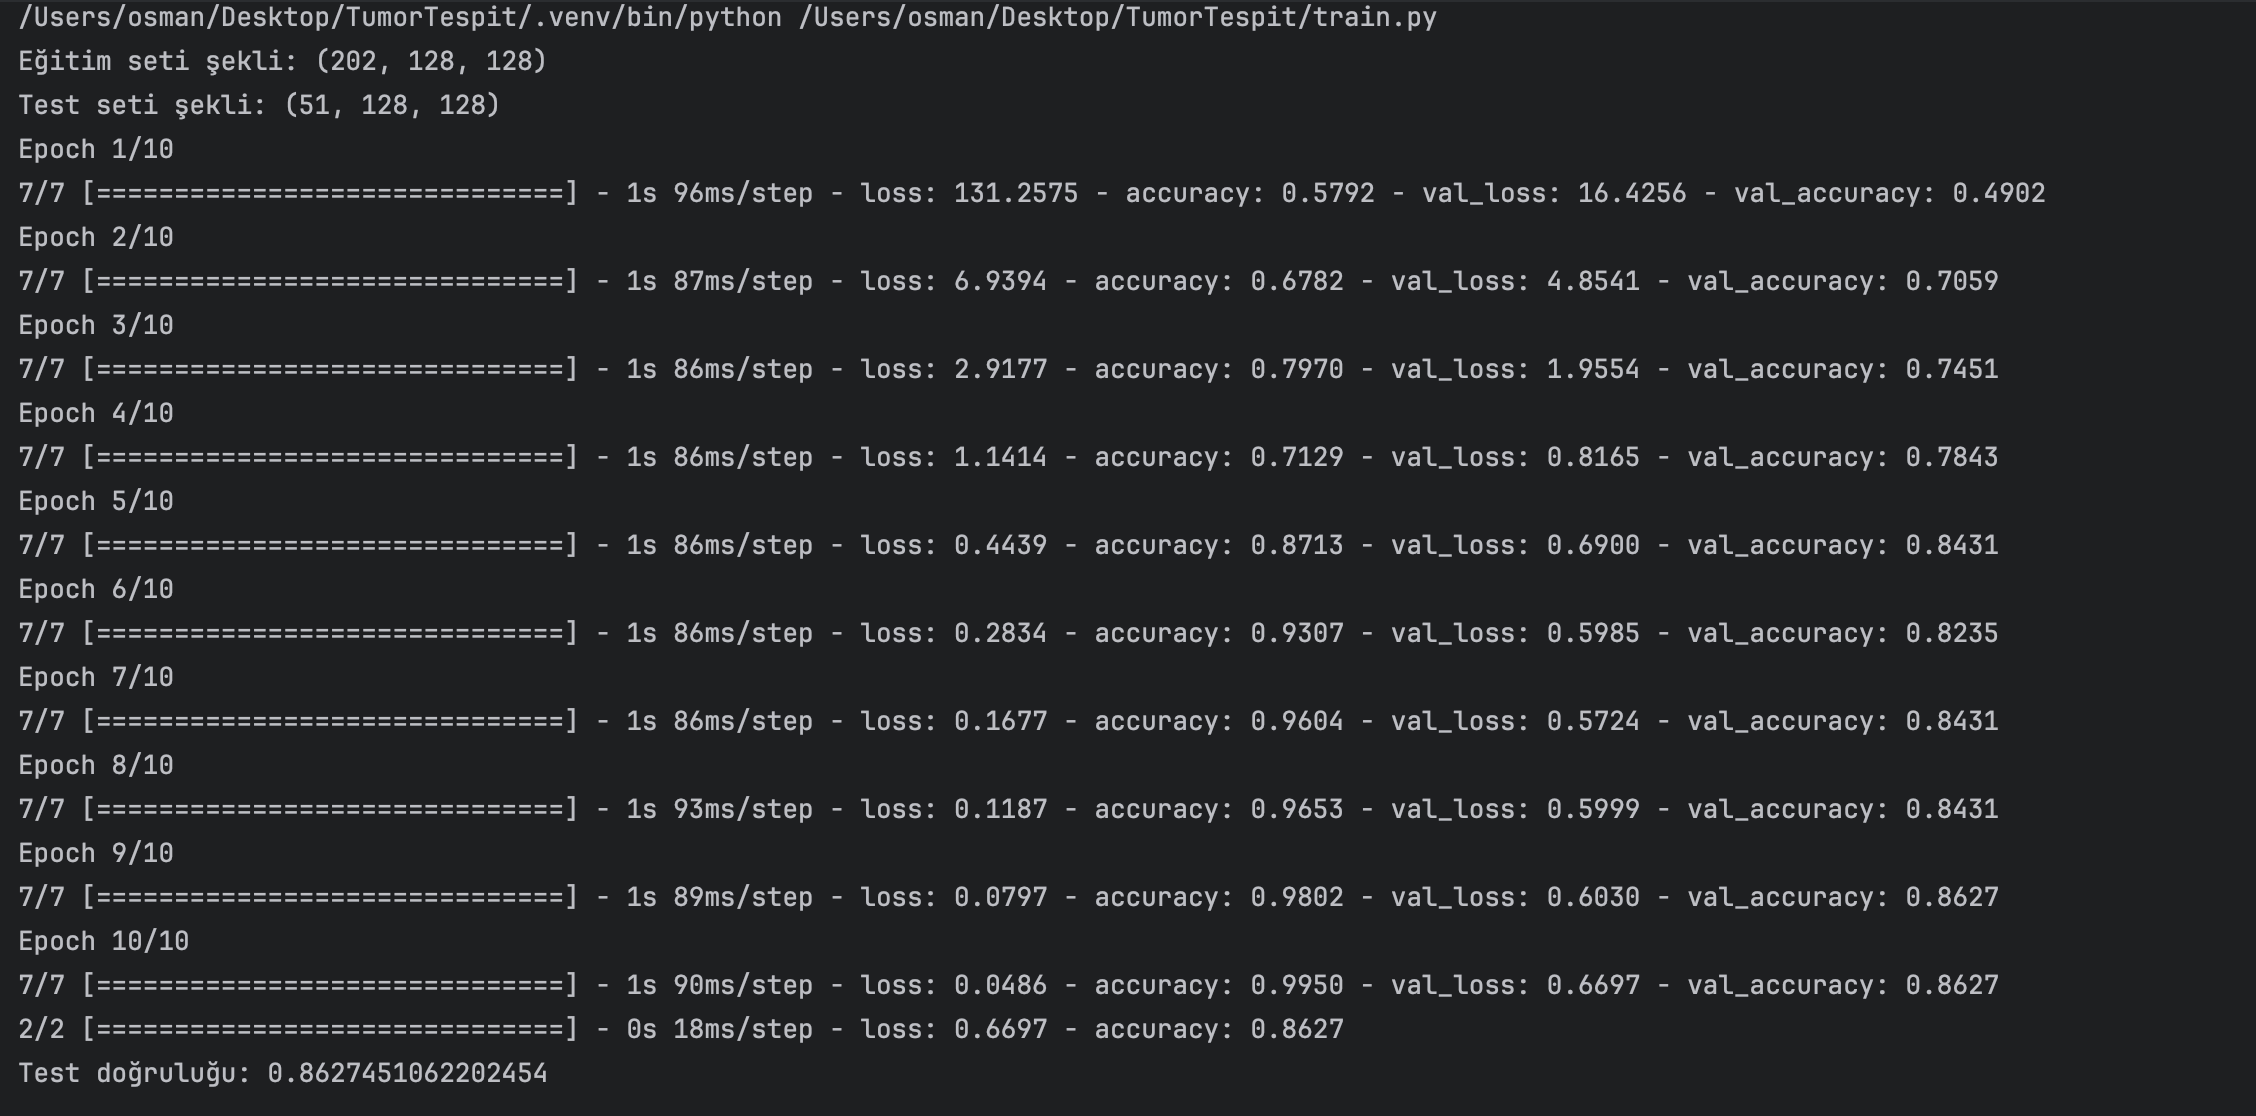 /Users/osman/Desktop/TumorTespit/.venv/bin/python /Users/osman/Desktop/TumorTespit/train.py
Eğitim seti şekli: (202, 128, 128)
Test seti şekli: (51, 128, 128)
Epoch 1/10
7/7 [==============================] - 1s 96ms/step - loss: 131.2575 - accuracy: 0.5792 - val_loss: 16.4256 - val_accuracy: 0.4902
Epoch 2/10
7/7 [==============================] - 1s 87ms/step - loss: 6.9394 - accuracy: 0.6782 - val_loss: 4.8541 - val_accuracy: 0.7059
Epoch 3/10
7/7 [==============================] - 1s 86ms/step - loss: 2.9177 - accuracy: 0.7970 - val_loss: 1.9554 - val_accuracy: 0.7451
Epoch 4/10
7/7 [==============================] - 1s 86ms/step - loss: 1.1414 - accuracy: 0.7129 - val_loss: 0.8165 - val_accuracy: 0.7843
Epoch 5/10
7/7 [==============================] - 1s 86ms/step - loss: 0.4439 - accuracy: 0.8713 - val_loss: 0.6900 - val_accuracy: 0.8431
Epoch 6/10
7/7 [==============================] - 1s 86ms/step - loss: 0.2834 - accuracy: 0.9307 - val_loss: 0.5985 - val_accuracy: 0.8235
Epoch 7/10
7/7 [==============================] - 1s 86ms/step - loss: 0.1677 - accuracy: 0.9604 - val_loss: 0.5724 - val_accuracy: 0.8431
Epoch 8/10
7/7 [==============================] - 1s 93ms/step - loss: 0.1187 - accuracy: 0.9653 - val_loss: 0.5999 - val_accuracy: 0.8431
Epoch 9/10
7/7 [==============================] - 1s 89ms/step - loss: 0.0797 - accuracy: 0.9802 - val_loss: 0.6030 - val_accuracy: 0.8627
Epoch 10/10
7/7 [==============================] - 1s 90ms/step - loss: 0.0486 - accuracy: 0.9950 - val_loss: 0.6697 - val_accuracy: 0.8627
2/2 [==============================] - 0s 18ms/step - loss: 0.6697 - accuracy: 0.8627
Test doğruluğu: 0.8627451062202454